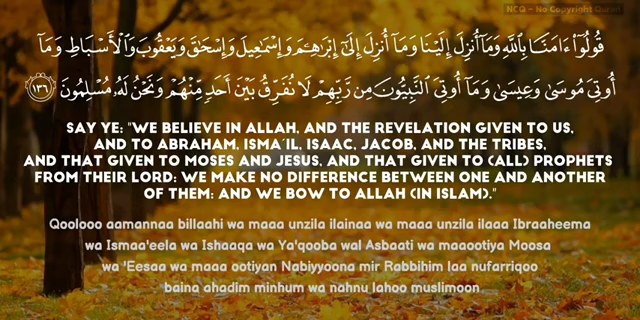 NCQ - No Copyright Quran
قُولُوٓا۟ ءَامَنَّا بِٱللَّهِ وَمَآ أُنزِلَ إِلَيْنَا وَمَآ أُنزِلَ إِلَىٰٓ إِبْرَٰهِـۧمَ وَإِسْمَـٰعِيلَ وَإِسْحَـٰقَ وَيَعْقُوبَ وَٱلْأَسْبَاطِ وَمَآ
أُوتِىَ مُوسَىٰ وَعِيسَىٰ وَمَآ أُوتِىَ ٱلنَّبِيُّونَ مِن رَّبِّهِمْ لَا نُفَرِّقُ بَيْنَ أَحَدٍ مِّنْهُمْ وَنَحْنُ لَهُۥ مُسْلِمُونَ ١٣٦
SAY YE: "WE BELIEVE IN ALLAH, AND THE REVELATION GIVEN TO US,
AND TO ABRAHAM, ISMA'IL, ISAAC, JACOB, AND THE TRIBES,
AND THAT GIVEN TO MOSES AND JESUS, AND THAT GIVEN TO (ALL) PROPHETS
FROM THEIR LORD: WE MAKE NO DIFFERENCE BETWEEN ONE AND ANOTHER
OF THEM: AND WE BOW TO ALLAH (IN ISLAM)."
Qoolooo aamannaa billaahi wa maaa unzila ilainaa wa maaa unzila ilaaa Ibraaheema
wa Ismaa'eela wa Ishaaqa wa Ya'qooba wal Asbaati wa maaaootiya Moosa
wa 'Eesaa wa maaa ootiyan Nabiyyoona mir Rabbihim laa nufarriqoo
baina ahadim minhum wa nahnu lahoo muslimoon